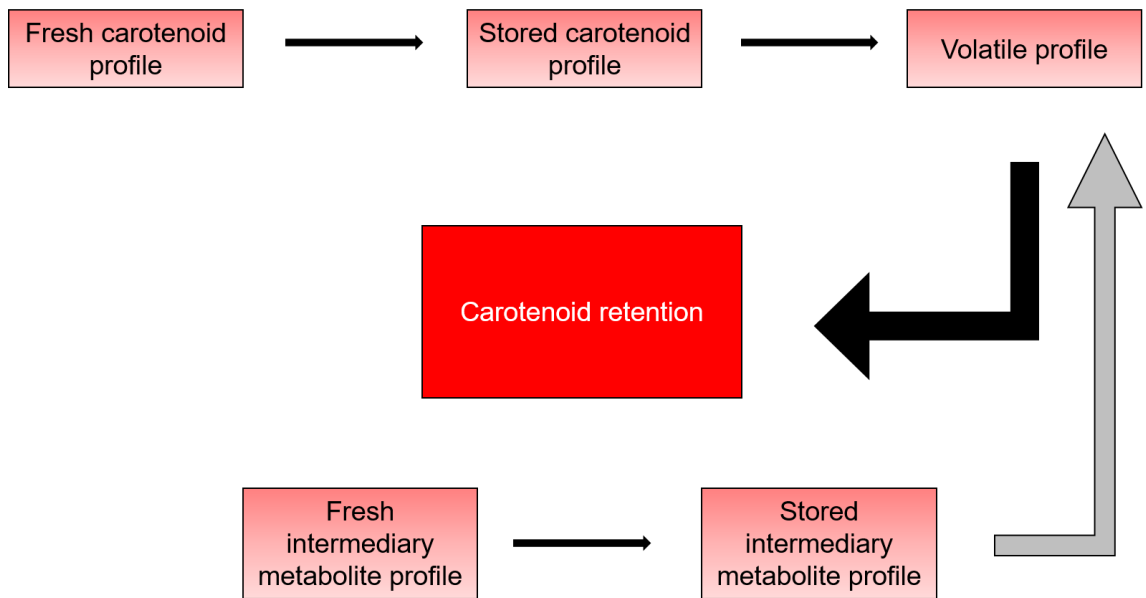 Fresh carotenoid
profile
Stored carotenoid
profile
Volatile profile
Carotenoid retention
Fresh
intermediary
metabolite profile
Stored
intermediary
metabolite profile